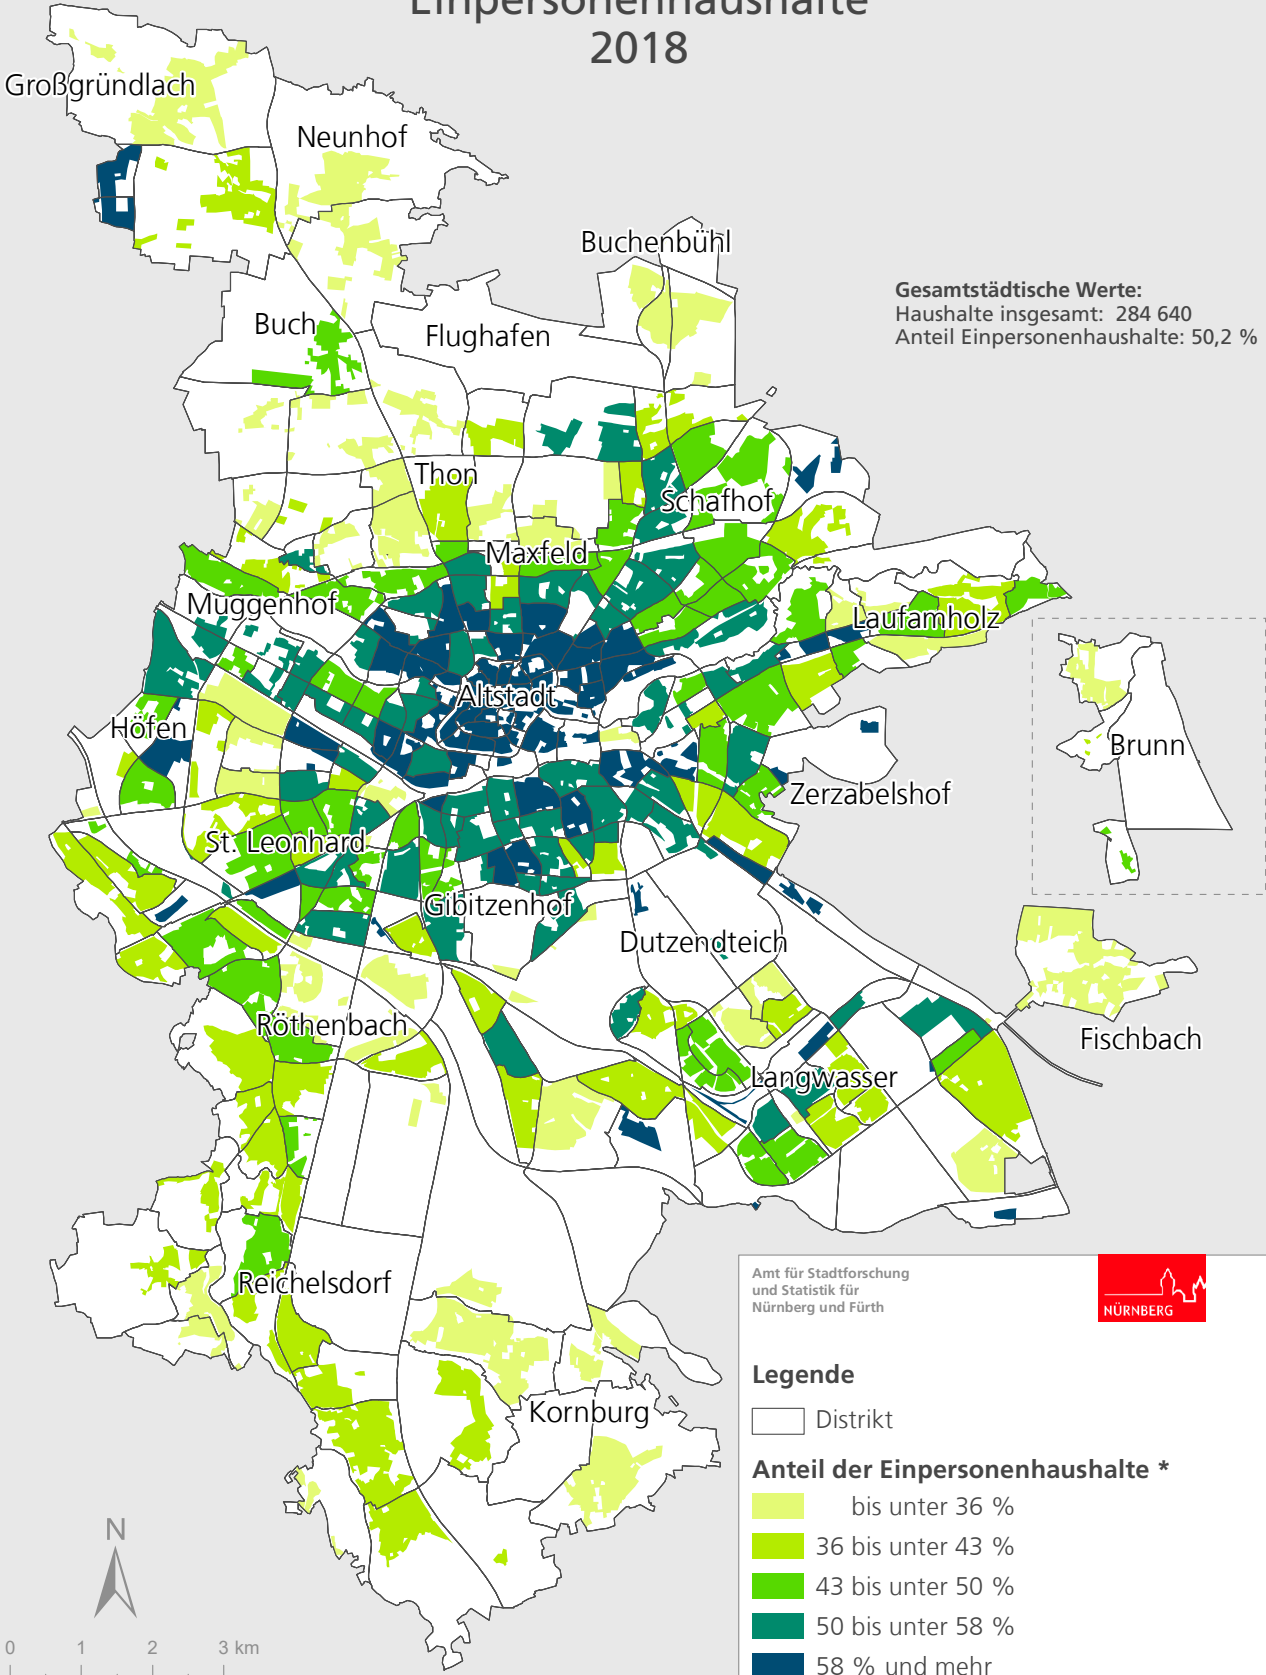 Einpersonenhaushalte
2018
Großgründlach
Neunhof
Buchenbühl
Gesamtstädtische Werte:
Haushalte insgesamt: 284 640
Anteil Einpersonenhaushalte: 50,2 %
Buch
Flughafen
Thon
Schafhof
Maxfeld
Muggenhof
Laufamholz
Altstadt
Höfen
Brunn
Zerzabelshof
St. Leonhard
Gibitzenhof
Dutzendteich
Röthenbach
Fischbach
Langwasser
Reichelsdorf
Kornburg
Amt für Stadtforschung
und Statistik für
Nürnberg und Fürth
NÜRNBERG
Legende
Distrikt
Anteil der Einpersonenhaushalte *
bis unter 36 %
36 bis unter 43 %
43 bis unter 50 %
50 bis unter 58 %
58 % und mehr
N
0 1 2 3 km